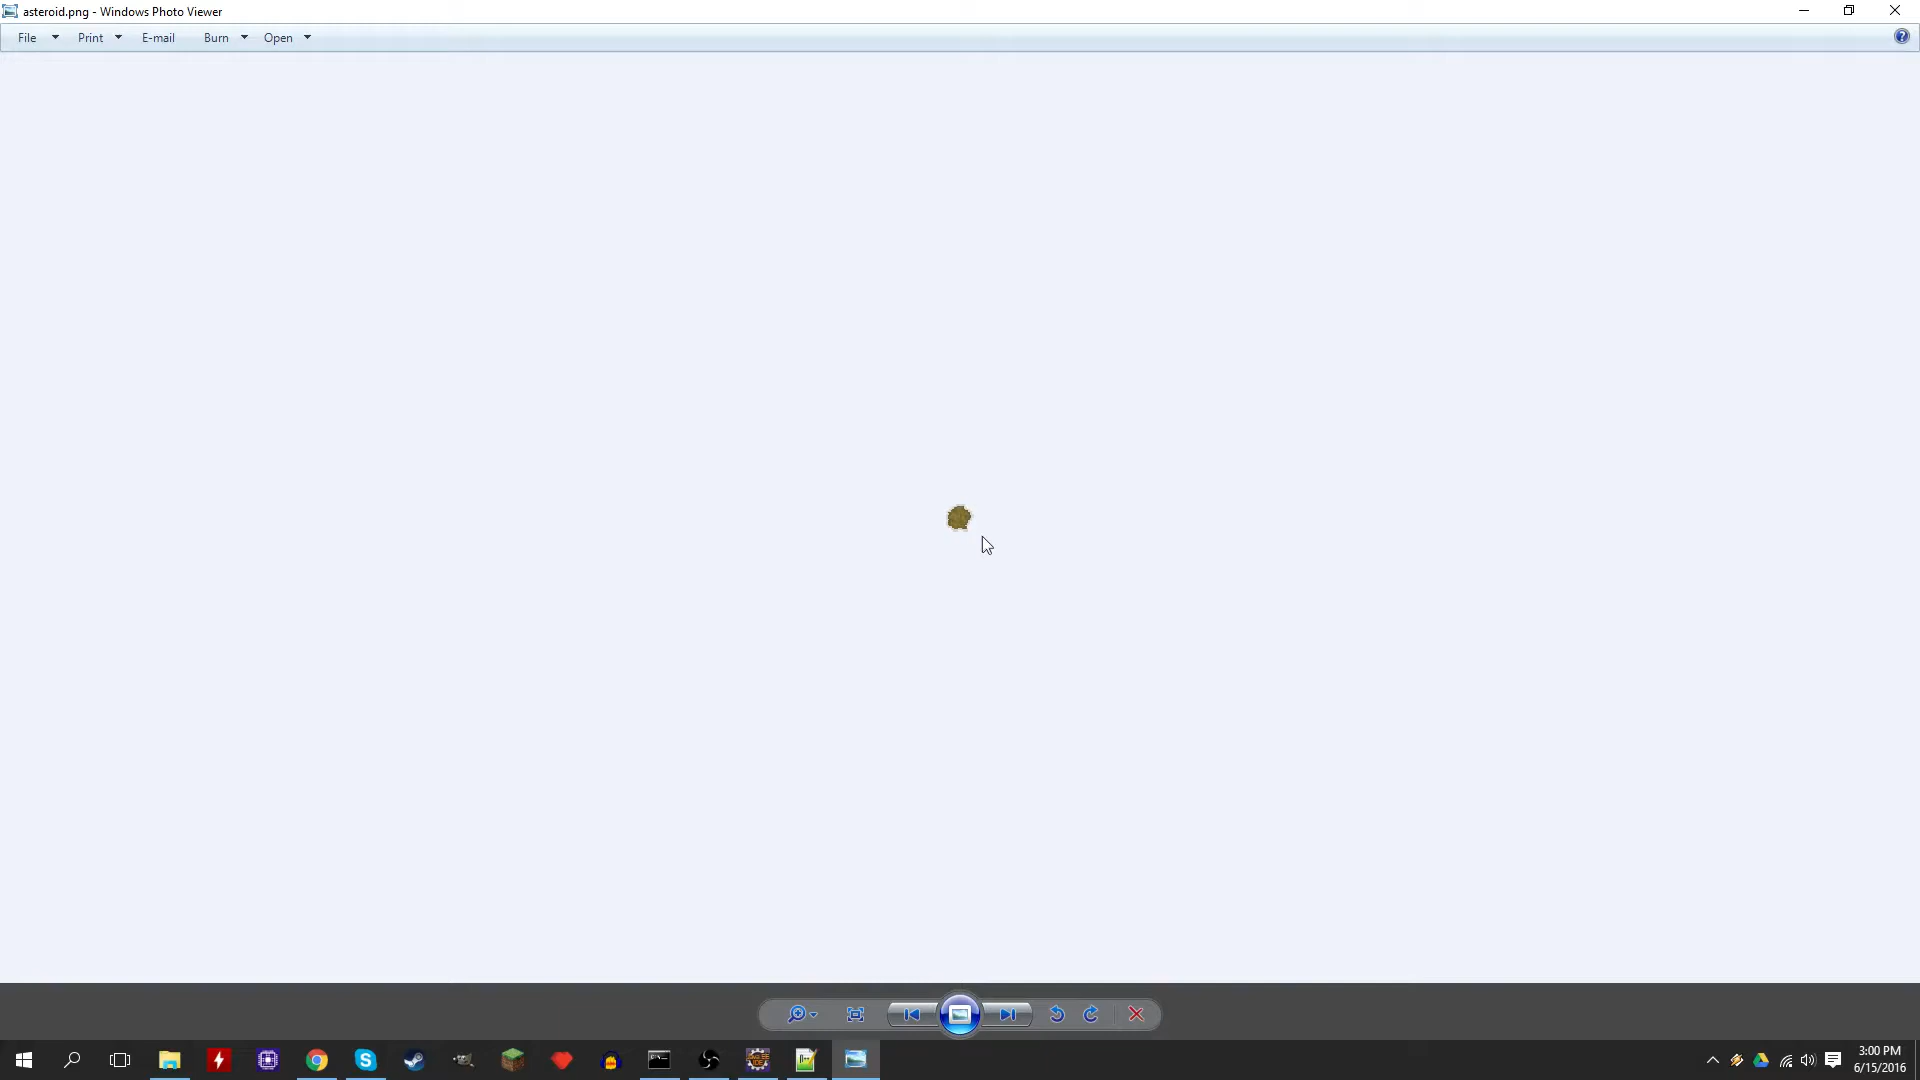 asteroid.png - Windows Photo Viewer
File Print E-mail Burn Open
3:00 PM
6/15/2016